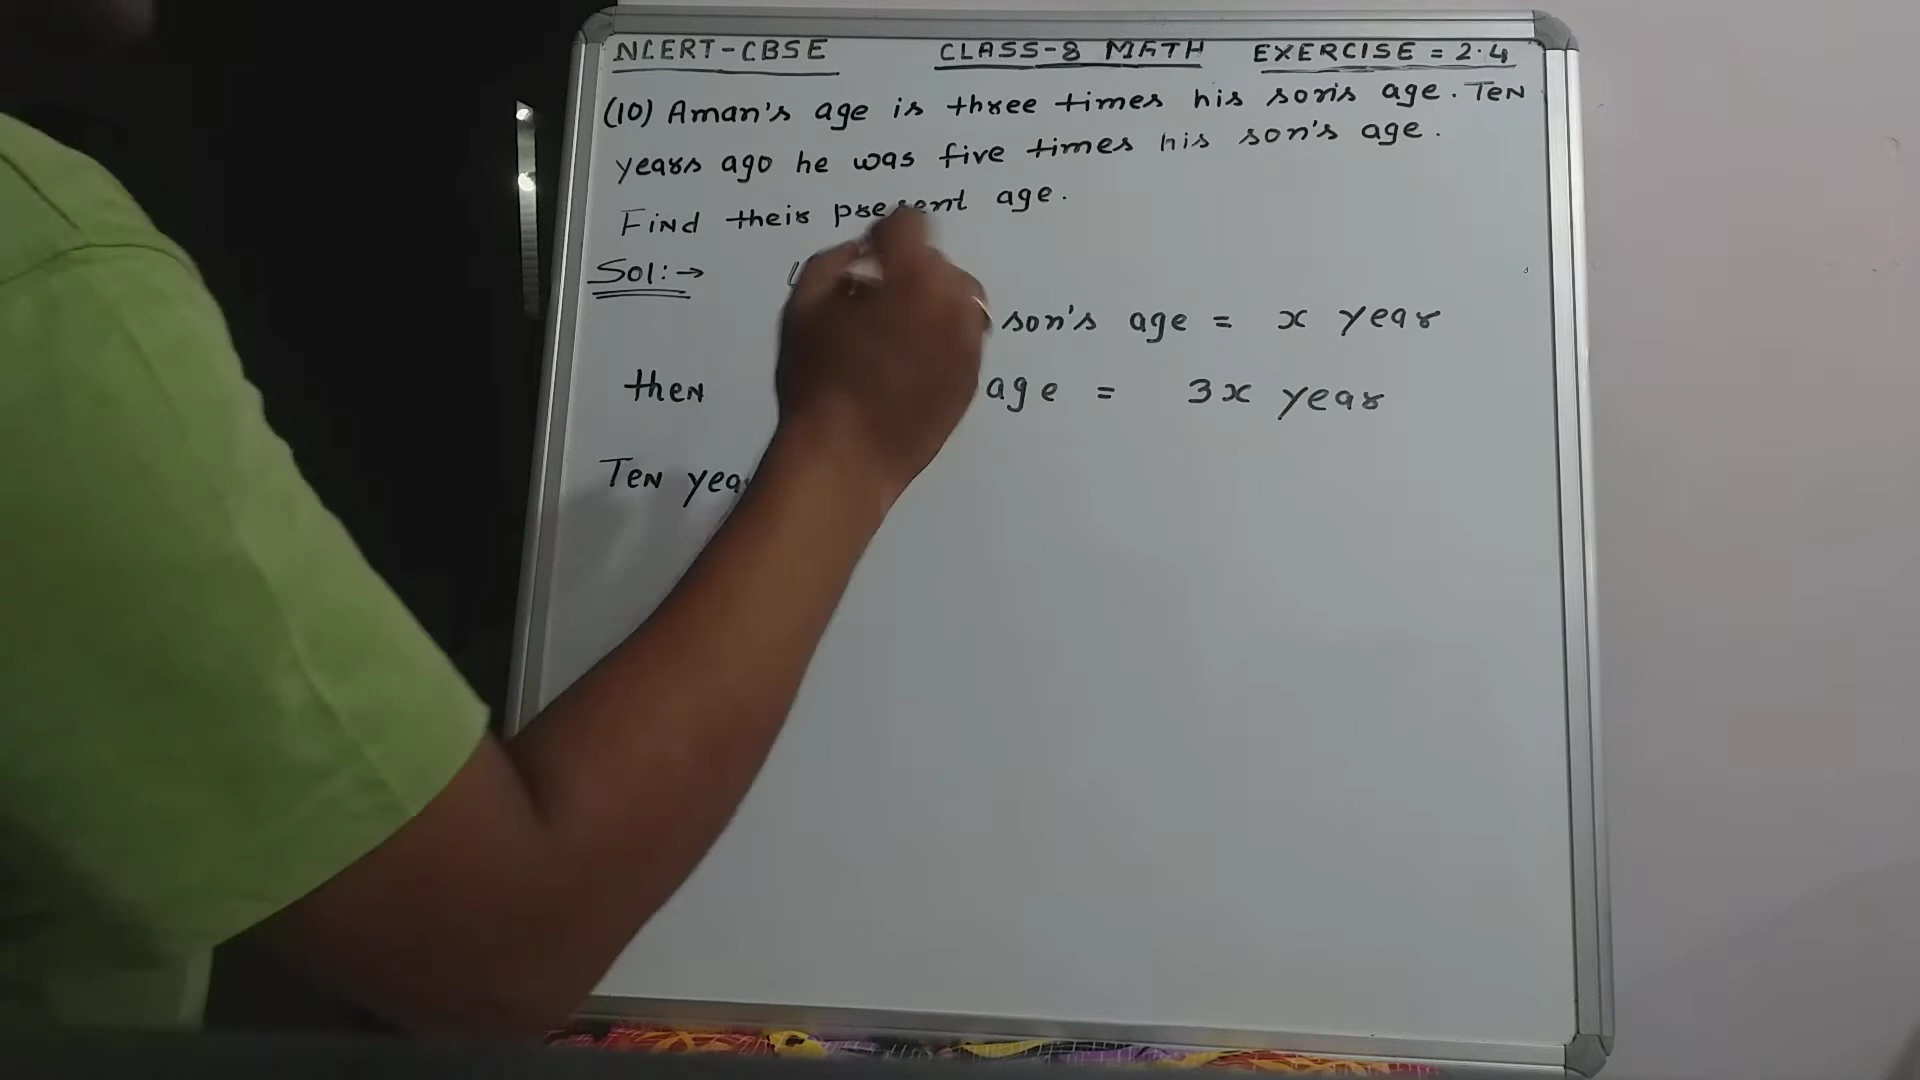 NCERT-CBSE CLASS-8 MATH EXERCISE = 2.4
(10) Aman's age is three times his son's age. Ten
years ago he was five times his son's age.
Find their present age.
Sol:→
son's age = x year
then age = 3x year
Ten